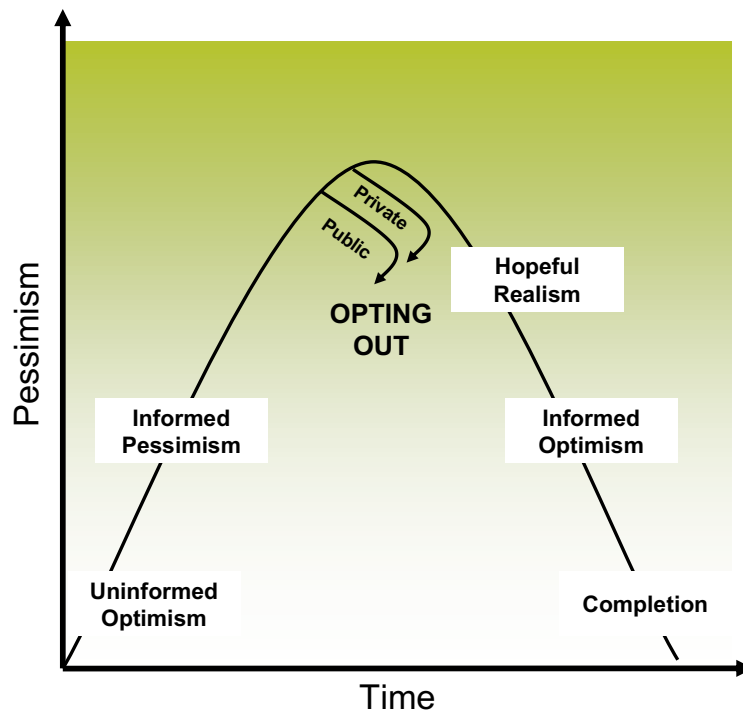 Pessimism
Private
Public
OPTING
OUT
Hopeful
Realism
Informed
Pessimism
Informed
Optimism
Uninformed
Optimism
Completion
Time